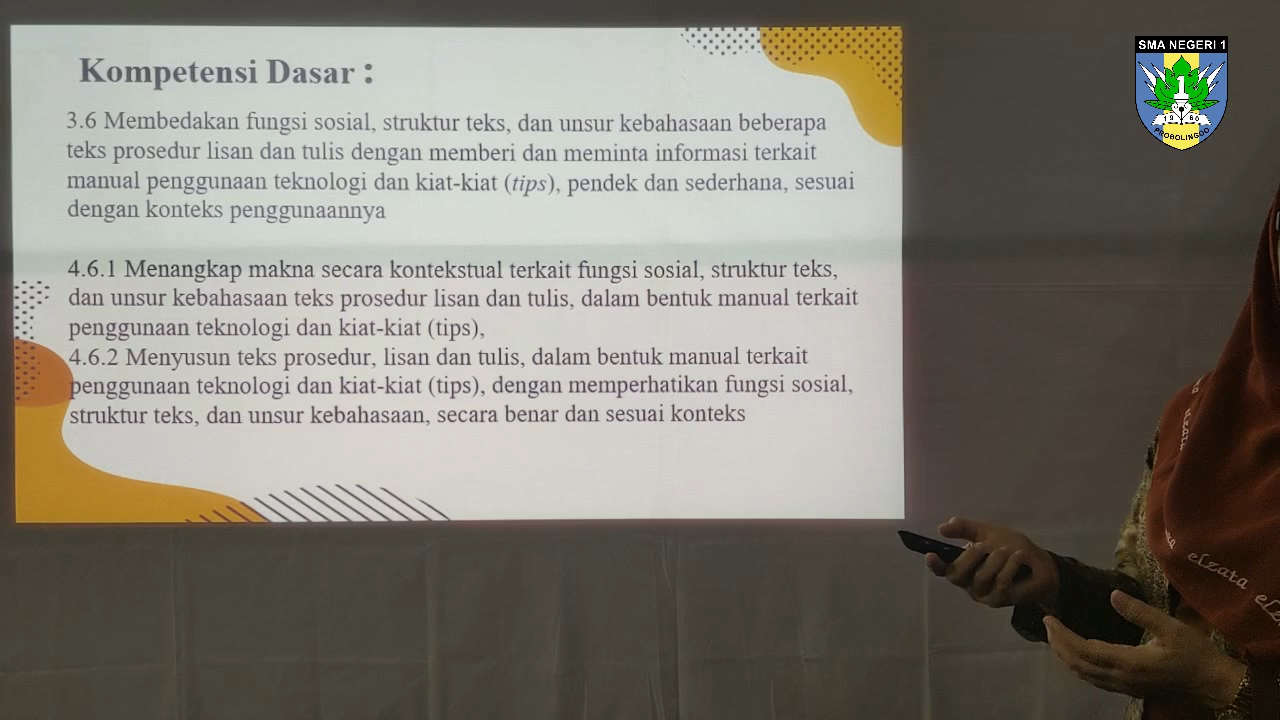 Kompetensi Dasar :
3.6 Membedakan fungsi sosial, struktur teks, dan unsur kebahasaan beberapa
teks prosedur lisan dan tulis dengan memberi dan meminta informasi terkait
manual penggunaan teknologi dan kiat-kiat (tips), pendek dan sederhana, sesuai
dengan konteks penggunaannya
4.6.1 Menangkap makna secara kontekstual terkait fungsi sosial, struktur teks,
dan unsur kebahasaan teks prosedur lisan dan tulis, dalam bentuk manual terkait
penggunaan teknologi dan kiat-kiat (tips),
4.6.2 Menyusun teks prosedur, lisan dan tulis, dalam bentuk manual terkait
penggunaan teknologi dan kiat-kiat (tips), dengan memperhatikan fungsi sosial,
struktur teks, dan unsur kebahasaan, secara benar dan sesuai konteks
SMA NEGERI 1
1
1960
PROBOLINGGO
elzata